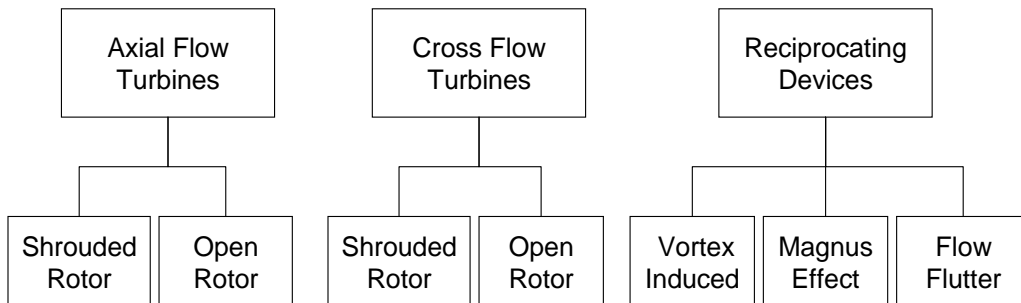 Axial Flow
Turbines
Cross Flow
Turbines
Reciprocating
Devices
Shrouded
Rotor
Open
Rotor
Shrouded
Rotor
Open
Rotor
Vortex
Induced
Magnus
Effect
Flow
Flutter